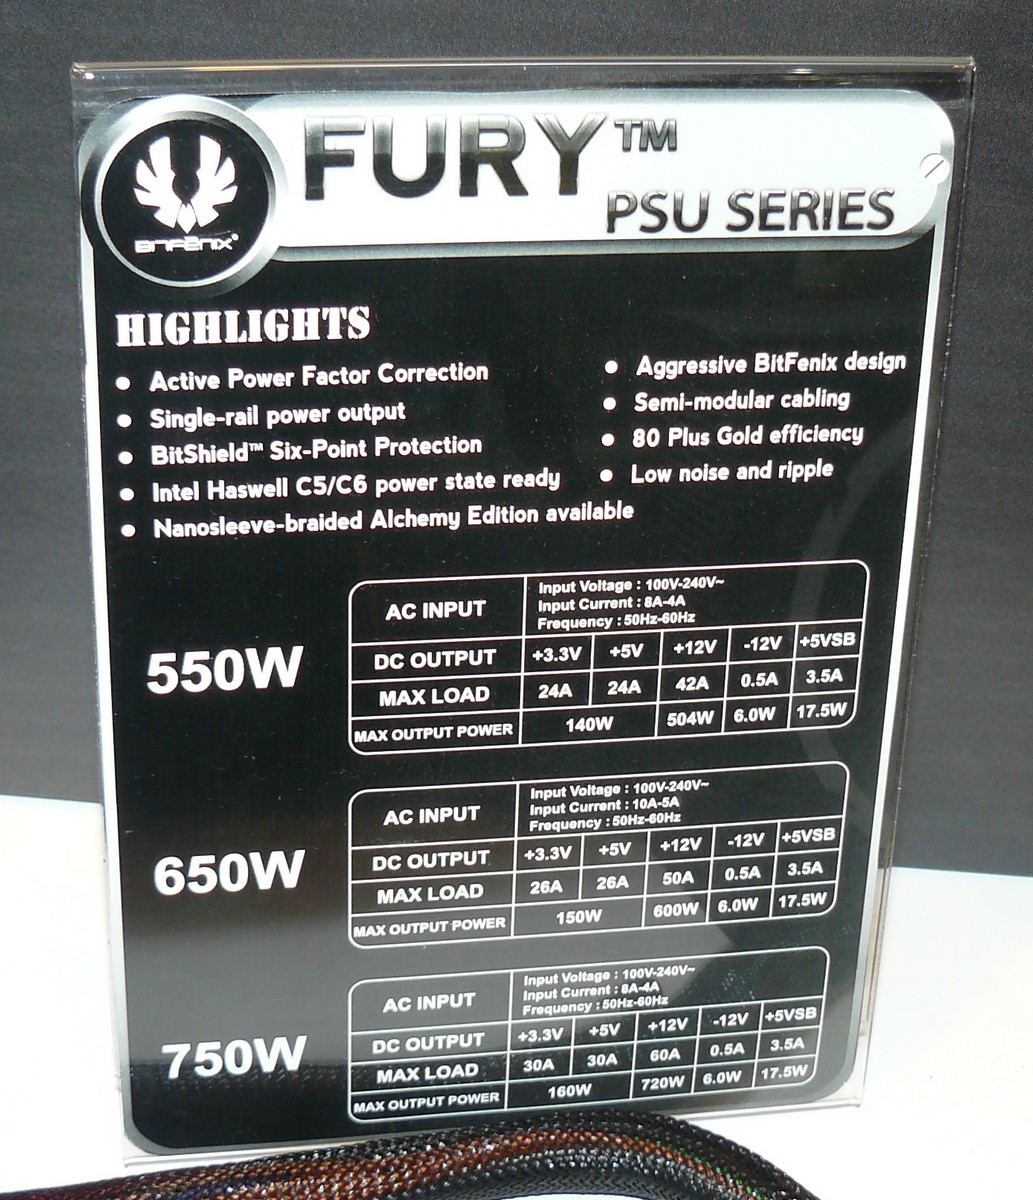 FURY™
PSU SERIES
BITFENIX®
HIGHLIGHTS
• Active Power Factor Correction
• Single-rail power output
• BitShield™ Six-Point Protection
• Intel Haswell C5/C6 power state ready
• Nanosleeve-braided Alchemy Edition available
• Aggressive BitFenix design
• Semi-modular cabling
• 80 Plus Gold efficiency
• Low noise and ripple
550W
AC INPUT
Input Voltage : 100V-240V~
Input Current : 8A-4A
Frequency : 50Hz-60Hz
DC OUTPUT +3.3V +5V +12V -12V +5VSB
MAX LOAD 24A 24A 42A 0.5A 3.5A
MAX OUTPUT POWER 140W 504W 6.0W 17.5W
650W
AC INPUT
Input Voltage : 100V-240V~
Input Current : 10A-5A
Frequency : 50Hz-60Hz
DC OUTPUT +3.3V +5V +12V -12V +5VSB
MAX LOAD 26A 26A 50A 0.5A 3.5A
MAX OUTPUT POWER 150W 600W 6.0W 17.5W
750W
AC INPUT
Input Voltage : 100V-240V~
Input Current : 8A-4A
Frequency : 50Hz-60Hz
DC OUTPUT +3.3V +5V +12V -12V +5VSB
MAX LOAD 30A 30A 60A 0.5A 3.5A
MAX OUTPUT POWER 160W 720W 6.0W 17.5W